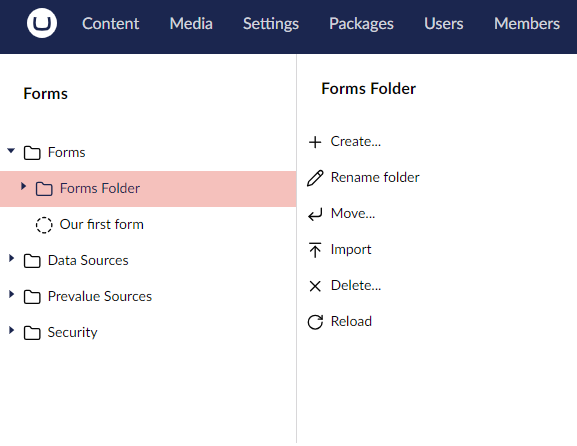 Content Media Settings Packages Users Members
Forms
Forms
Forms Folder
Our first form
Data Sources
Prevalue Sources
Security
Forms Folder
Create...
Rename folder
Move...
Import
Delete...
Reload